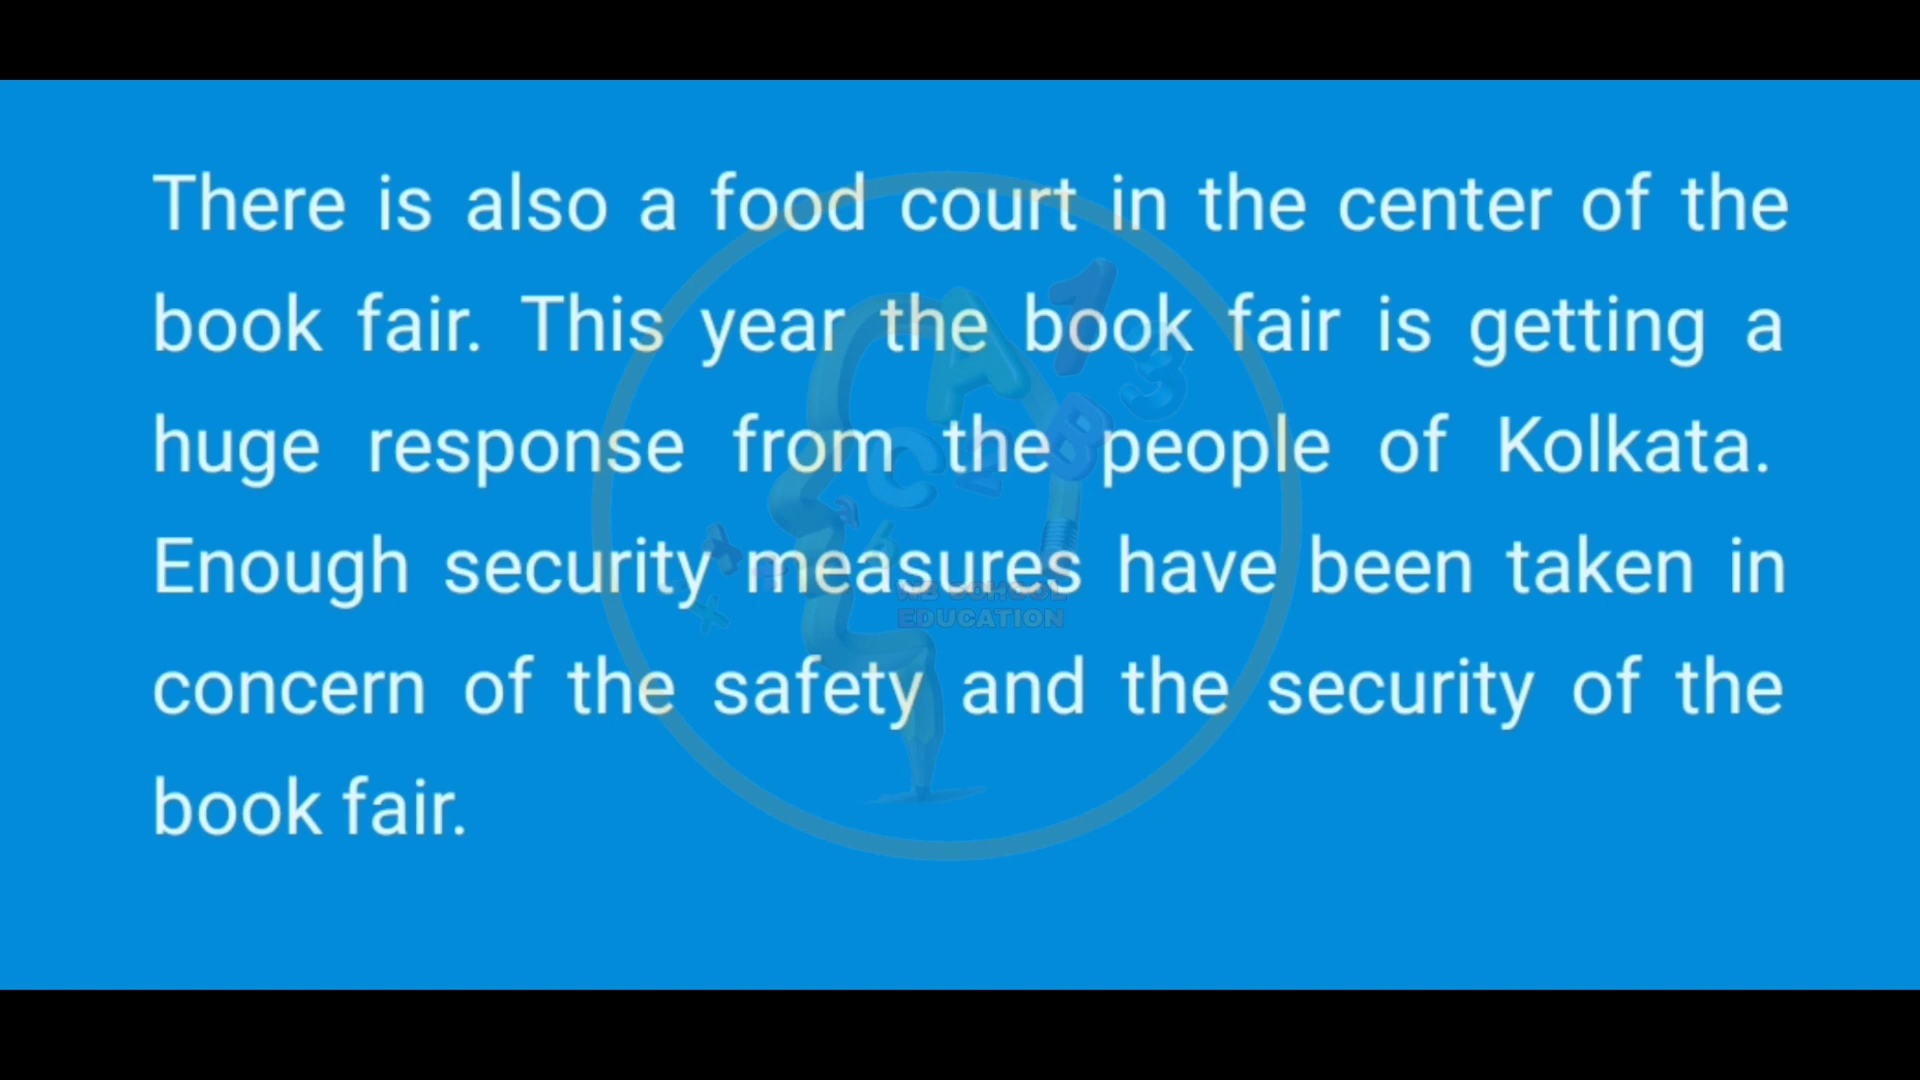 There is also a food court in the center of the
book fair. This year the book fair is getting a
huge response from the people of Kolkata.
Enough security measures have been taken in
concern of the safety and the security of the
book fair.
EDUCATION